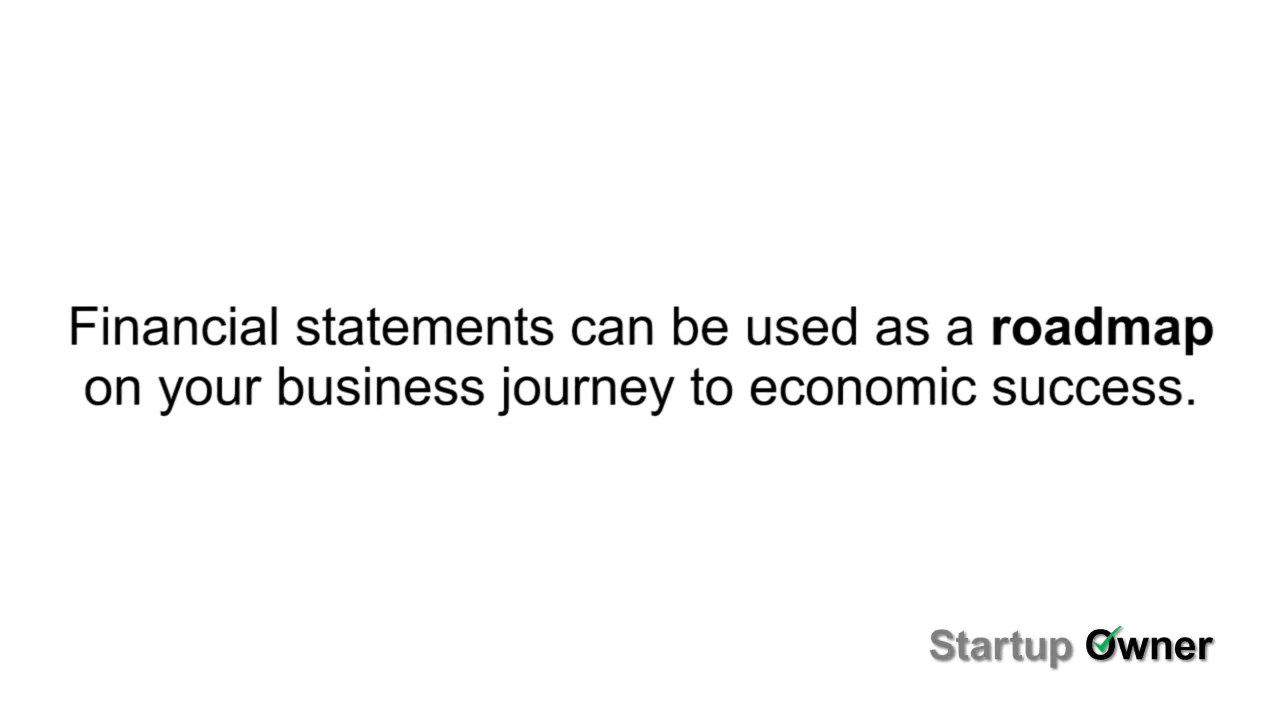 Financial statements can be used as a roadmap
on your business journey to economic success.
Startup Owner